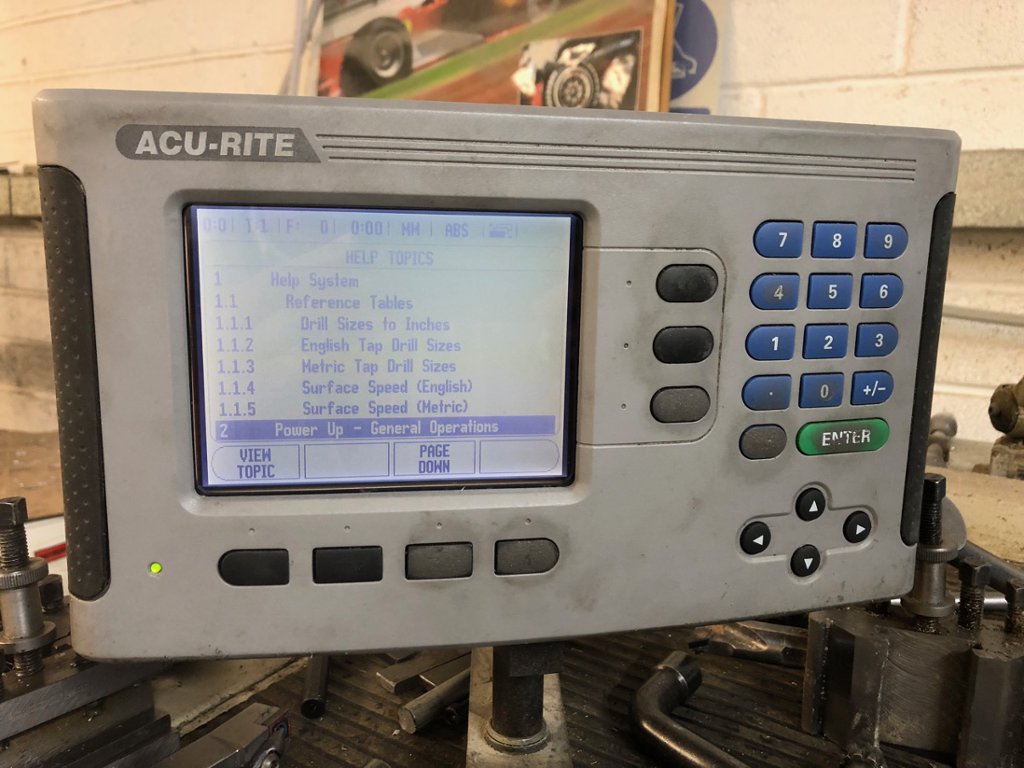 ACU-RITE
0:0| T:1 |F: 0| 0:00| MM | ABS |
HELP TOPICS
1 Help System
1.1 Reference Tables
1.1.1 Drill Sizes to Inches
1.1.2 English Tap Drill Sizes
1.1.3 Metric Tap Drill Sizes
1.1.4 Surface Speed (English)
1.1.5 Surface Speed (Metric)
2 Power Up - General Operations
VIEW TOPIC
PAGE DOWN
7 8 9
4 5 6
1 2 3
. 0 +/-
ENTER